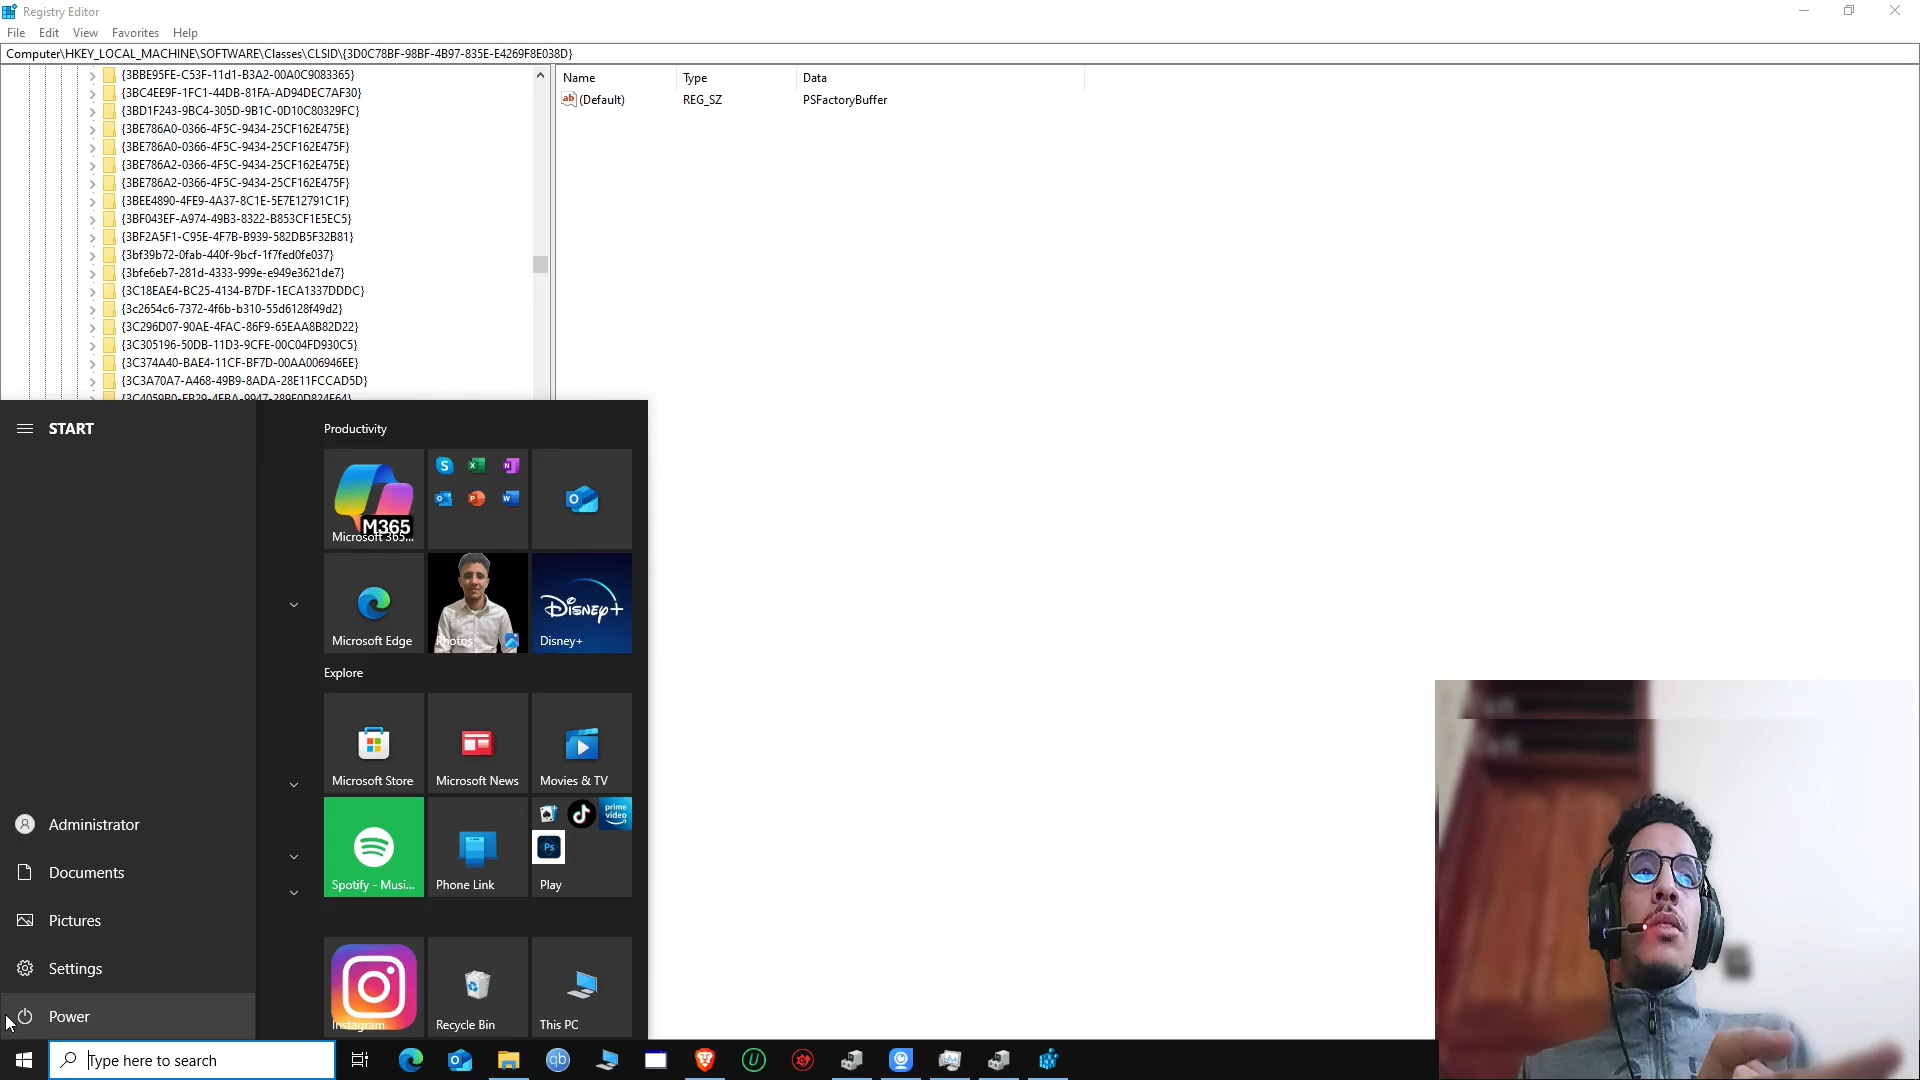 Registry Editor
File Edit View Favorites Help
Computer\HKEY_LOCAL_MACHINE\SOFTWARE\Classes\CLSID\{3D0C78BF-98BF-4B97-835E-E4269F8E038D}
Name Type Data
ab (Default) REG_SZ PSFactoryBuffer
{3BBE95FE-C53F-11d1-B3A2-00A0C9083365}
{3BC4EE9F-1FC1-44DB-81FA-AD94DEC7AF30}
{3BD1F243-9BC4-305D-9B1C-0D10C80329FC}
{3BE786A0-0366-4F5C-9434-25CF162E475E}
{3BE786A0-0366-4F5C-9434-25CF162E475F}
{3BE786A2-0366-4F5C-9434-25CF162E475E}
{3BE786A2-0366-4F5C-9434-25CF162E475F}
{3BEE4890-4FE9-4A37-8C1E-5E7E12791C1F}
{3BF043EF-A974-49B3-8322-B853CF1E5EC5}
{3BF2A5F1-C95E-4F7B-B939-582DB5F32B81}
{3bf39b72-0fab-440f-9bcf-1f7fed0fe037}
{3bfe6eb7-281d-4333-999e-e949e3621de7}
{3C18EAE4-BC25-4134-B7DF-1ECA1337DDDC}
{3c2654c6-7372-4f6b-b310-55d6128f49d2}
{3C296D07-90AE-4FAC-86F9-65EAA8B82D22}
{3C305196-50DB-11D3-9CFE-00C04FD930C5}
{3C374A40-BAE4-11CF-BF7D-00AA006946EE}
{3C3A70A7-A468-49B9-8ADA-28E11FCCAD5D}
START
Productivity
M365
Microsoft 365...
Microsoft Edge
Photos
Disney+
Disney+
Explore
Microsoft Store
Microsoft News
Movies & TV
Spotify - Musi...
Phone Link
prime video
Ps
Play
Instagram
Recycle Bin
This PC
Administrator
Documents
Pictures
Settings
Power
Type here to search
qb